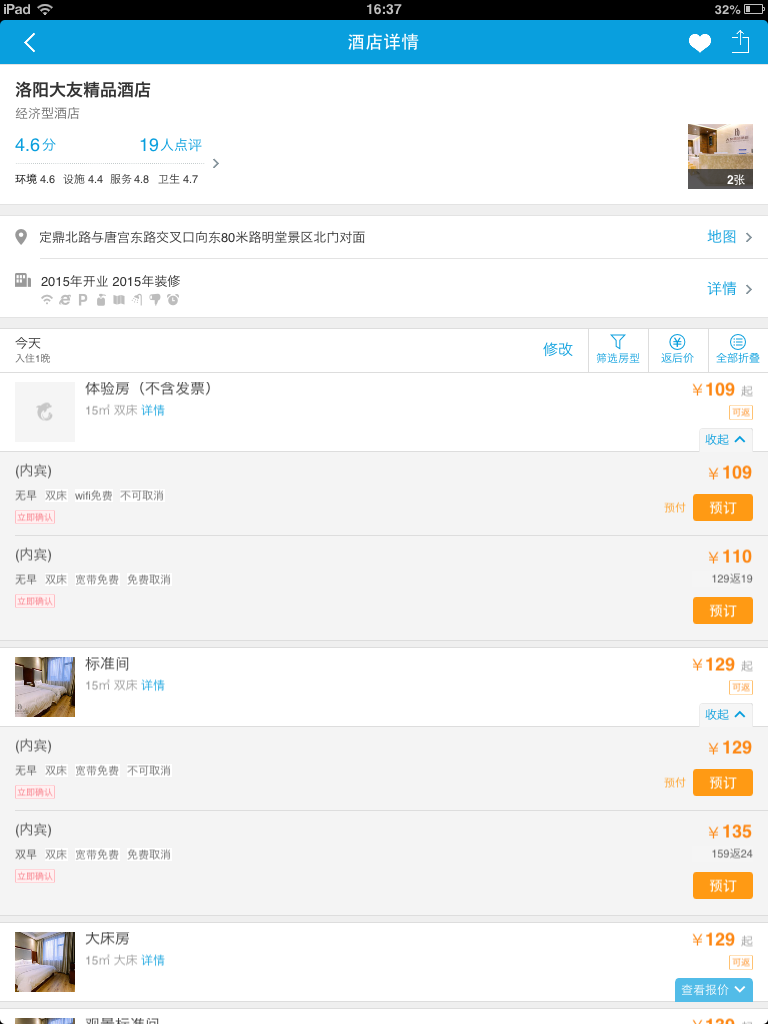 iPad 16:37 32%
酒店详情
洛阳大友精品酒店
经济型酒店
4.6分 19人点评
环境 4.6 设施 4.4 服务 4.8 卫生 4.7
2张
定鼎北路与唐宫东路交叉口向东80米路明堂景区北门对面 地图
2015年开业 2015年装修 详情
今天
入住1晚
修改 筛选房型 返后价 全部折叠
体验房（不含发票） ¥109 起
15㎡ 双床 详情 可返
收起
(内宾) ¥109
无早 双床 wifi免费 不可取消
预付 预订
立即确认
(内宾) ¥110
无早 双床 宽带免费 免费取消 129返19
立即确认 预订
标准间 ¥129 起
15㎡ 双床 详情 可返
收起
(内宾) ¥129
无早 双床 宽带免费 不可取消
预付 预订
立即确认
(内宾) ¥135
双早 双床 宽带免费 免费取消 159返24
立即确认 预订
大床房 ¥129 起
15㎡ 大床 详情 可返
查看报价
观景标准间 ¥139 起